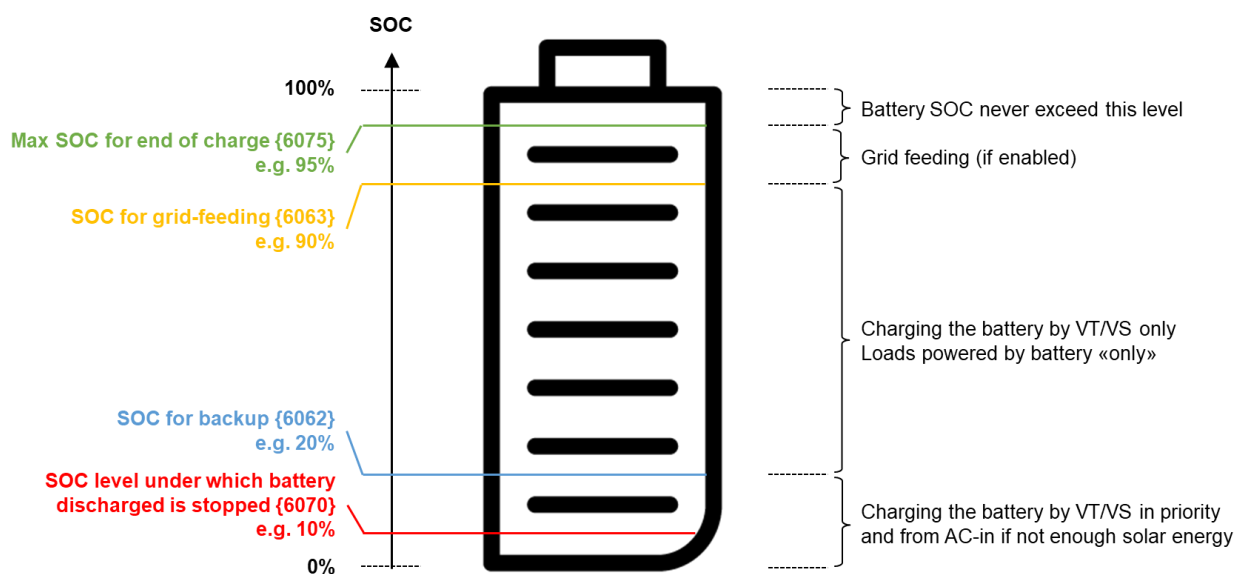 SOC
100%
Battery SOC never exceed this level
Max SOC for end of charge {6075}
e.g. 95%
Grid feeding (if enabled)
SOC for grid-feeding {6063}
e.g. 90%
Charging the battery by VT/VS only
Loads powered by battery «only»
SOC for backup {6062}
e.g. 20%
SOC level under which battery
discharged is stopped {6070}
e.g. 10%
Charging the battery by VT/VS in priority
and from AC-in if not enough solar energy
0%